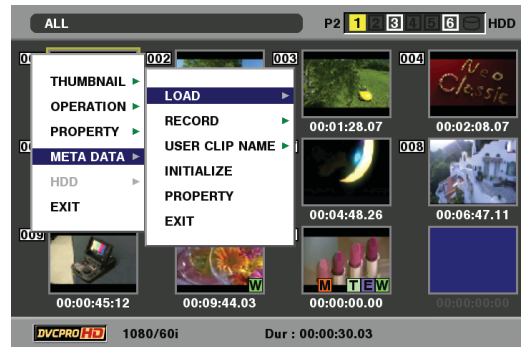 ALL P2 1 2 3 4 5 6 HDD
002 003 004
THUMBNAIL
OPERATION
PROPERTY
META DATA
HDD
EXIT
LOAD
RECORD
USER CLIP NAME
INITIALIZE
PROPERTY
EXIT
Neo
Classic
00:01:28.07 00:02:08.07
008
00:04:48.26 00:06:47.11
009
W M T E W
00:00:45:12 00:09:44.03 00:00:00.00 00:00:00.00
DVCPRO HD 1080/60i Dur : 00:00:30.03